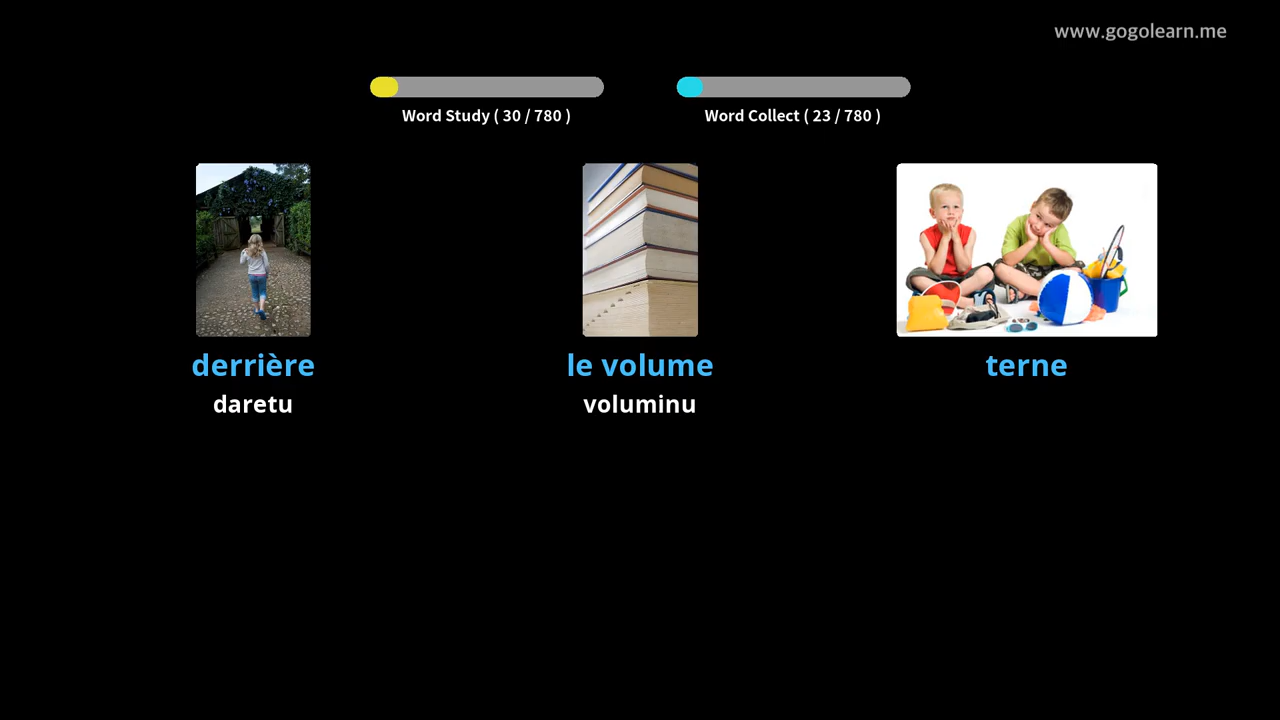 www.gogolearn.me
Word Study ( 30 / 780 )
Word Collect ( 23 / 780 )
derrière
le volume
terne
daretu
voluminu